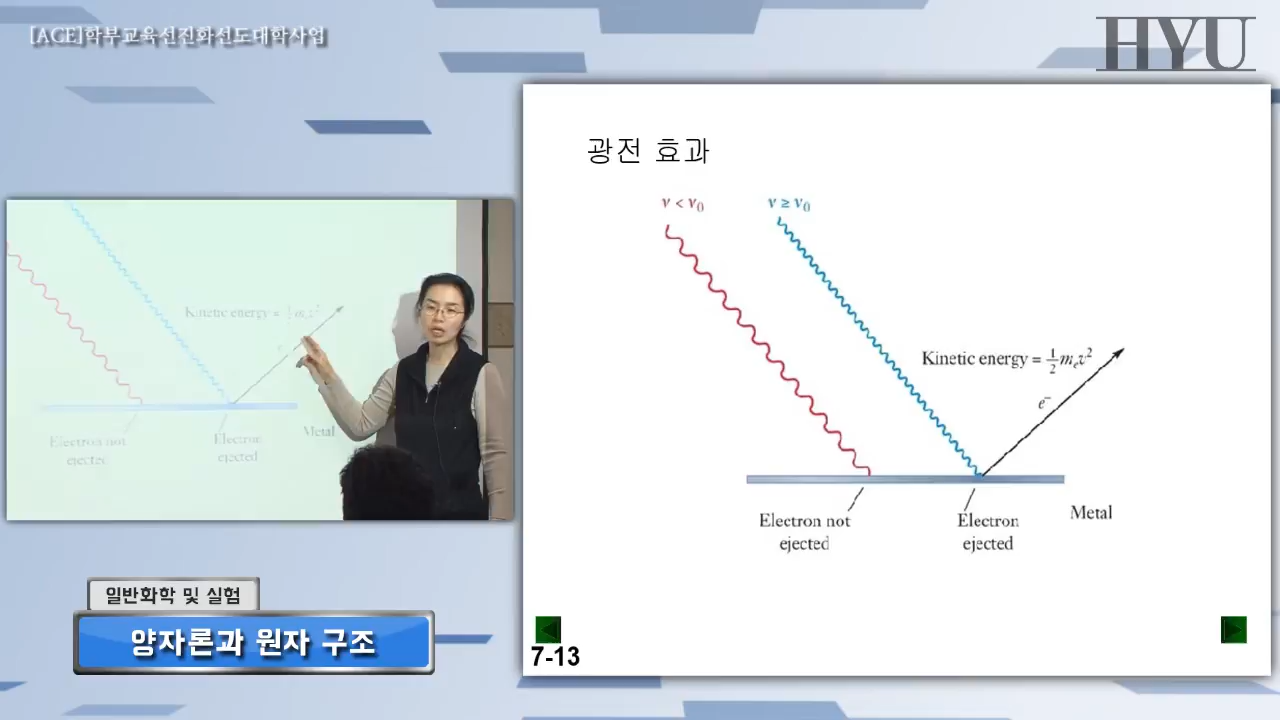 [ACE]학부교육선진화선도대학사업
HYU
광전 효과
ν < ν₀
ν ≥ ν₀
Kinetic energy = ½mₑv²
e⁻
Electron not
ejected
Electron
ejected
Metal
7-13
Kinetic energy = ½mₑv²
Electron not
ejected
Electron
ejected
Metal
일반화학 및 실험
양자론과 원자 구조